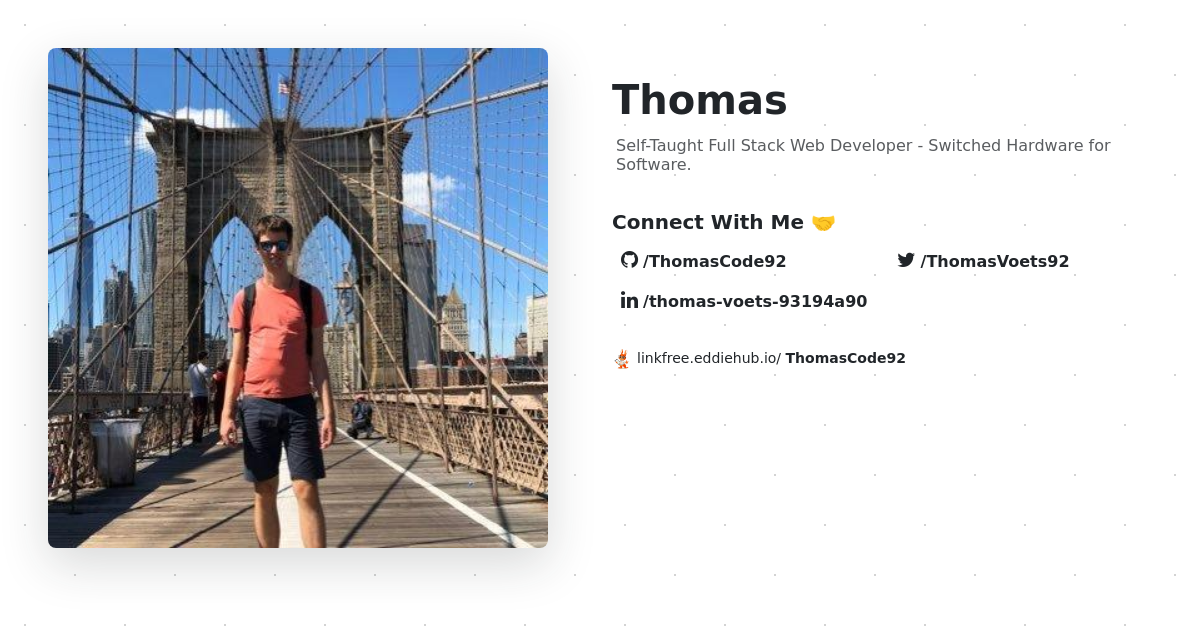 Thomas
Self-Taught Full Stack Web Developer - Switched Hardware for
Software.
Connect With Me 🤝
/ThomasCode92
/ThomasVoets92
/thomas-voets-93194a90
linkfree.eddiehub.io/ ThomasCode92